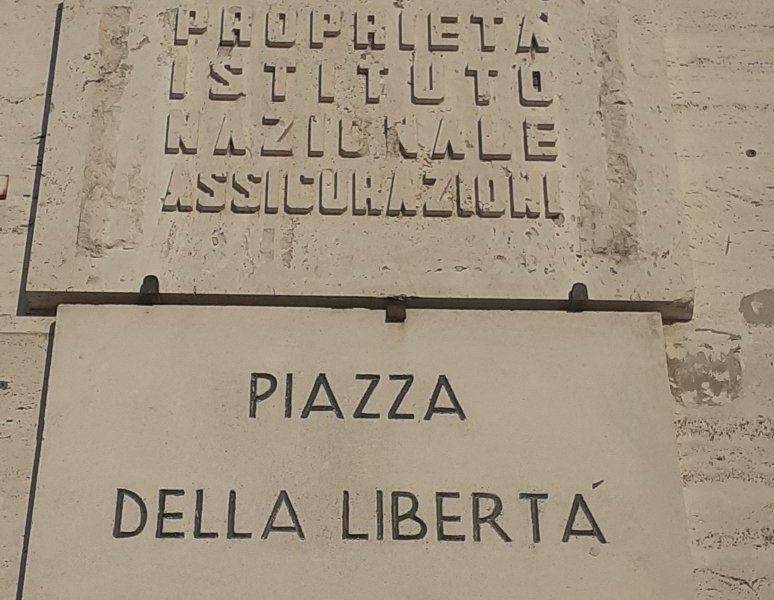 PROPRIETÀ
ISTITUTO
NAZIONALE
ASSICURAZIONI
PIAZZA
DELLA LIBERTÁ